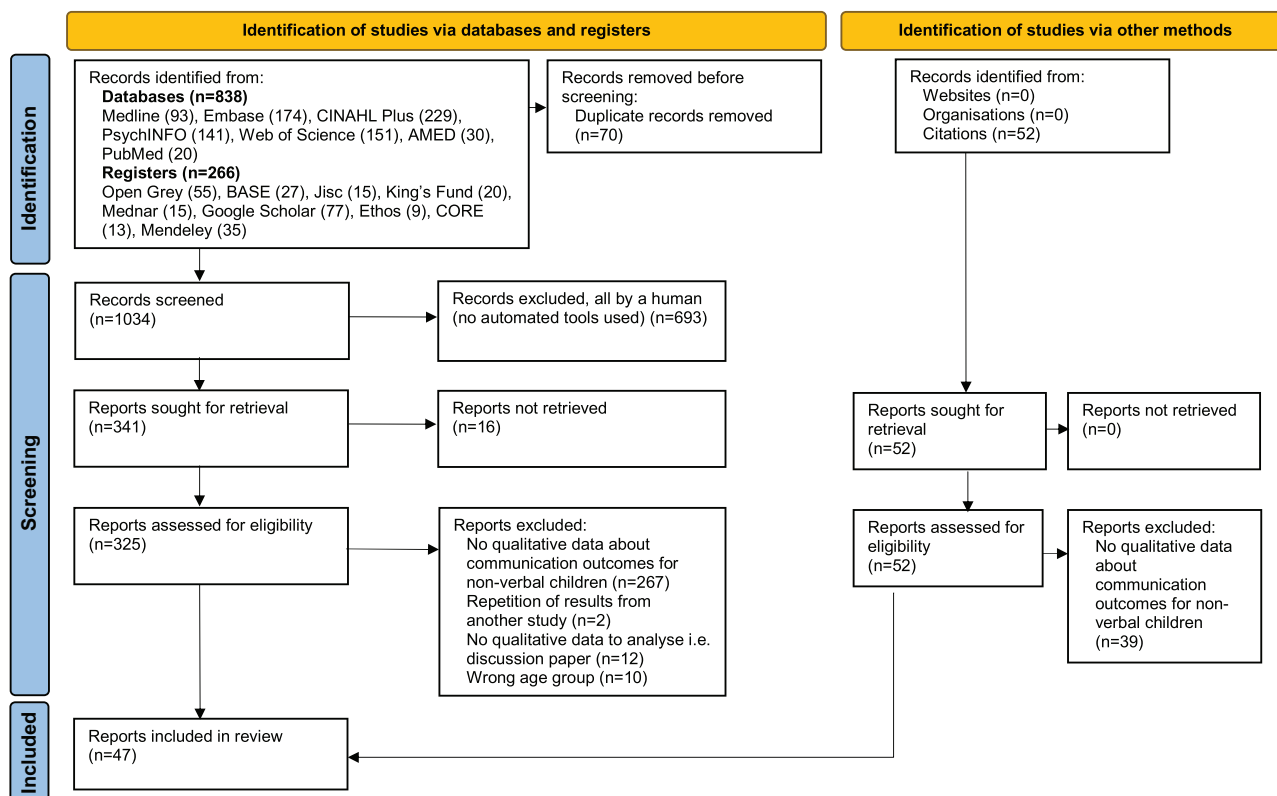 Identification of studies via databases and registers
Identification of studies via other methods
Identification
Records identified from:
Databases (n=838)
Medline (93), Embase (174), CINAHL Plus (229),
PsychINFO (141), Web of Science (151), AMED (30),
PubMed (20)
Registers (n=266)
Open Grey (55), BASE (27), Jisc (15), King's Fund (20),
Mednar (15), Google Scholar (77), Ethos (9), CORE
(13), Mendeley (35)
Records removed before
screening:
Duplicate records removed
(n=70)
Records identified from:
Websites (n=0)
Organisations (n=0)
Citations (n=52)
Screening
Records screened
(n=1034)
Records excluded, all by a human
(no automated tools used) (n=693)
Reports sought for retrieval
(n=341)
Reports not retrieved
(n=16)
Reports sought for
retrieval
(n=52)
Reports not retrieved
(n=0)
Reports assessed for eligibility
(n=325)
Reports excluded:
No qualitative data about
communication outcomes for
non-verbal children (n=267)
Repetition of results from
another study (n=2)
No qualitative data to analyse i.e.
discussion paper (n=12)
Wrong age group (n=10)
Reports assessed for
eligibility
(n=52)
Reports excluded:
No qualitative data
about
communication
outcomes for non-
verbal children
(n=39)
Included
Reports included in review
(n=47)